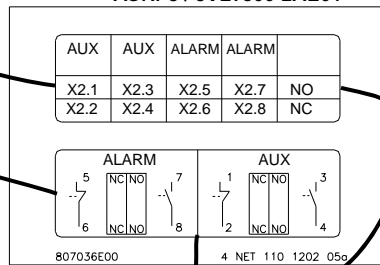 AUX AUX ALARM ALARM
X2.1 X2.3 X2.5 X2.7 NO
X2.2 X2.4 X2.6 X2.8 NC
ALARM AUX
5 NC NO 7 1 NC NO 3
6 NC NO 8 2 NC NO 4
807036E00 4 NET 110 1202 05a